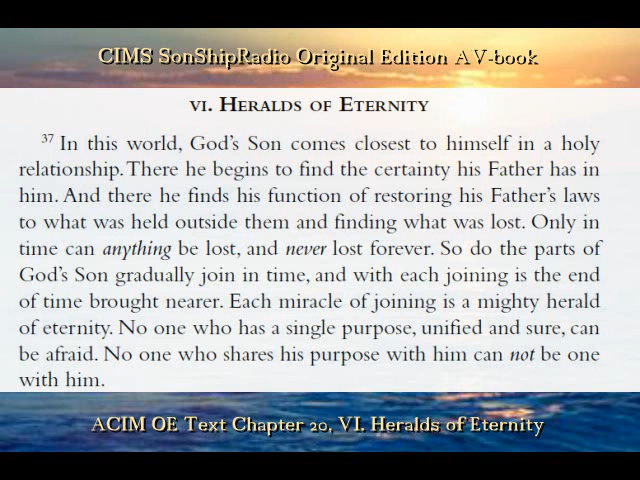 CIMS SonShipRadio Original Edition AV-book
VI. HERALDS OF ETERNITY
37 In this world, God's Son comes closest to himself in a holy
relationship. There he begins to find the certainty his Father has in
him. And there he finds his function of restoring his Father's laws
to what was held outside them and finding what was lost. Only in
time can anything be lost, and never lost forever. So do the parts of
God's Son gradually join in time, and with each joining is the end
of time brought nearer. Each miracle of joining is a mighty herald
of eternity. No one who has a single purpose, unified and sure, can
be afraid. No one who shares his purpose with him can not be one
with him.
ACIM OE Text Chapter 20, VI. Heralds of Eternity